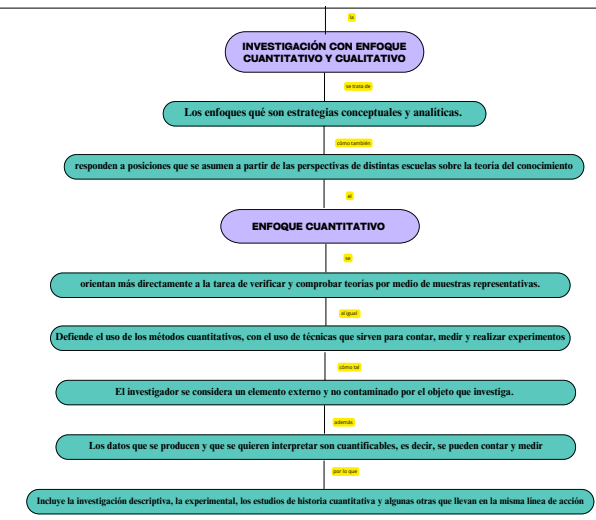 la
INVESTIGACIÓN CON ENFOQUE
CUANTITATIVO Y CUALITATIVO
se trata de
Los enfoques qué son estrategias conceptuales y analíticas.
cómo también
responden a posiciones que se asumen a partir de las perspectivas de distintas escuelas sobre la teoría del conocimiento
el
ENFOQUE CUANTITATIVO
se
orientan más directamente a la tarea de verificar y comprobar teorías por medio de muestras representativas.
al igual
Defiende el uso de los métodos cuantitativos, con el uso de técnicas que sirven para contar, medir y realizar experimentos
cómo tal
El investigador se considera un elemento externo y no contaminado por el objeto que investiga.
además
Los datos que se producen y que se quieren interpretar son cuantificables, es decir, se pueden contar y medir
por lo que
Incluye la investigación descriptiva, la experimental, los estudios de historia cuantitativa y algunas otras que llevan en la misma línea de acción